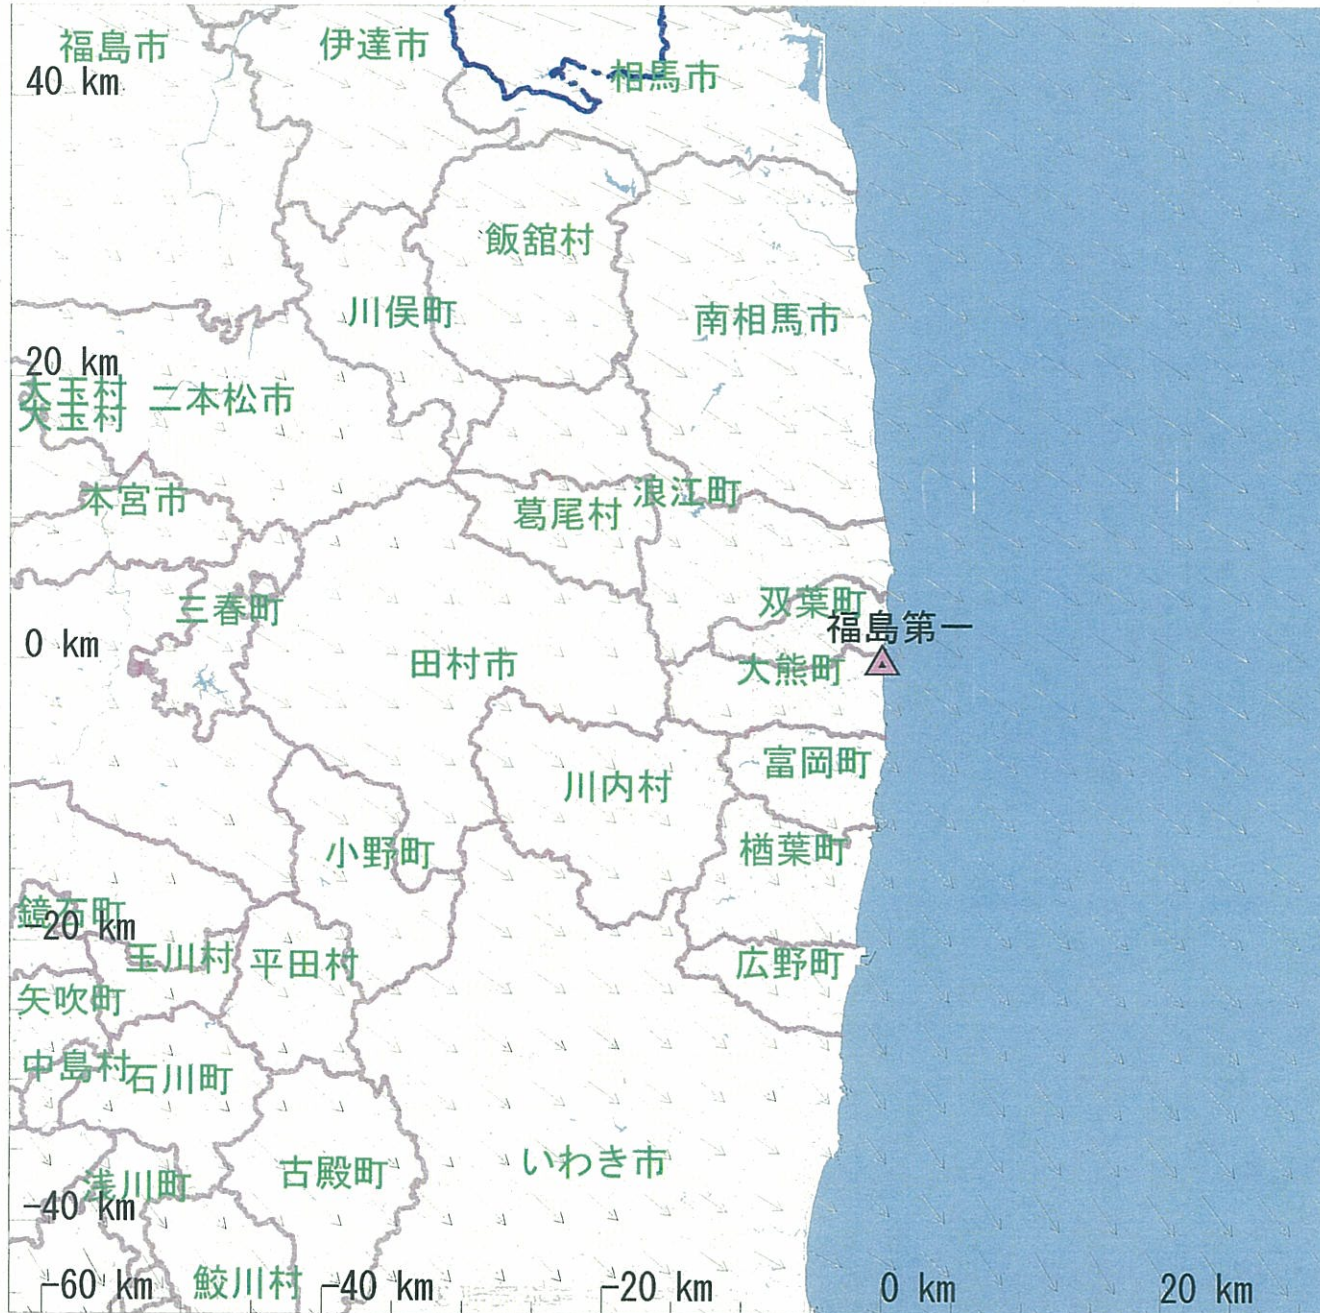 福島市
伊達市
相馬市
40 km
飯舘村
川俣町
南相馬市
20 km
大玉村
二本松市
大玉村
本宮市
葛尾村
浪江町
三春町
双葉町
福島第一
0 km
田村市
大熊町
川内村
富岡町
小野町
楢葉町
鏡石町
-20 km
玉川村
平田村
広野町
矢吹町
中島村
石川町
いわき市
浅川町
古殿町
-40 km
鮫川村
-60 km
-40 km
-20 km
0 km
20 km